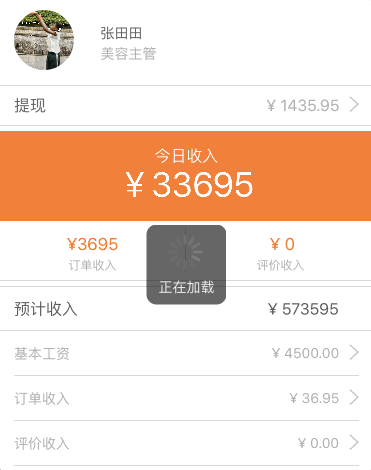 张田田
美容主管
提现 ¥ 1435.95
今日收入
¥ 33695
¥3695 ¥ 0
订单收入 评价收入
正在加载
预计收入 ¥ 573595
基本工资 ¥ 4500.00
订单收入 ¥ 36.95
评价收入 ¥ 0.00